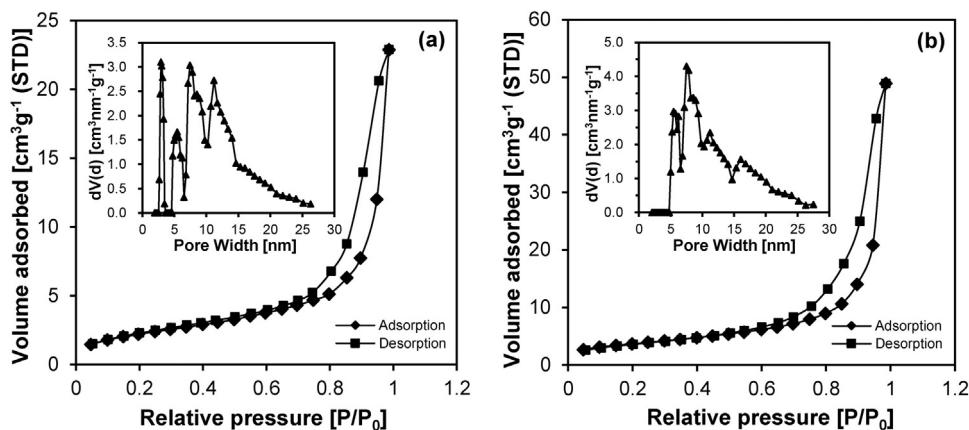 (a)
Volume adsorbed [cm³g⁻¹ (STD)]
25
20
15
10
5
0
0 0.2 0.4 0.6 0.8 1 1.2
Relative pressure [P/P₀]
Adsorption
Desorption
dV(d) [cm³nm⁻¹g⁻¹]
3.5
3.0
2.5
2.0
1.5
1.0
0.5
0.0
0 5 10 15 20 25 30
Pore Width [nm]
(b)
Volume adsorbed [cm³g⁻¹ (STD)]
60
50
40
30
20
10
0
0 0.2 0.4 0.6 0.8 1 1.2
Relative pressure [P/P₀]
Adsorption
Desorption
dV(d) [cm³nm⁻¹g⁻¹]
5.0
4.0
3.0
2.0
1.0
0.0
0 5 10 15 20 25 30
Pore Width [nm]